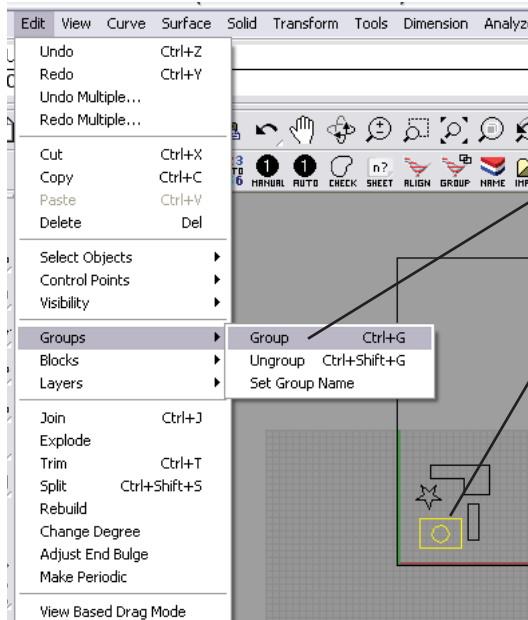 Edit View Curve Surface Solid Transform Tools Dimension Analyze
Undo Ctrl+Z
Redo Ctrl+Y
Undo Multiple...
Redo Multiple...
Cut Ctrl+X
Copy Ctrl+C
Paste Ctrl+V
Delete Del
MANUAL AUTO CHECK n? SHEET ALIGN GROUP NAME
Select Objects
Control Points
Visibility
Groups
Group Ctrl+G
Blocks
Ungroup Ctrl+Shift+G
Layers
Set Group Name
Join Ctrl+J
Explode
Trim Ctrl+T
Split Ctrl+Shift+S
Rebuild
Change Degree
Adjust End Bulge
Make Periodic
View Based Drag Mode